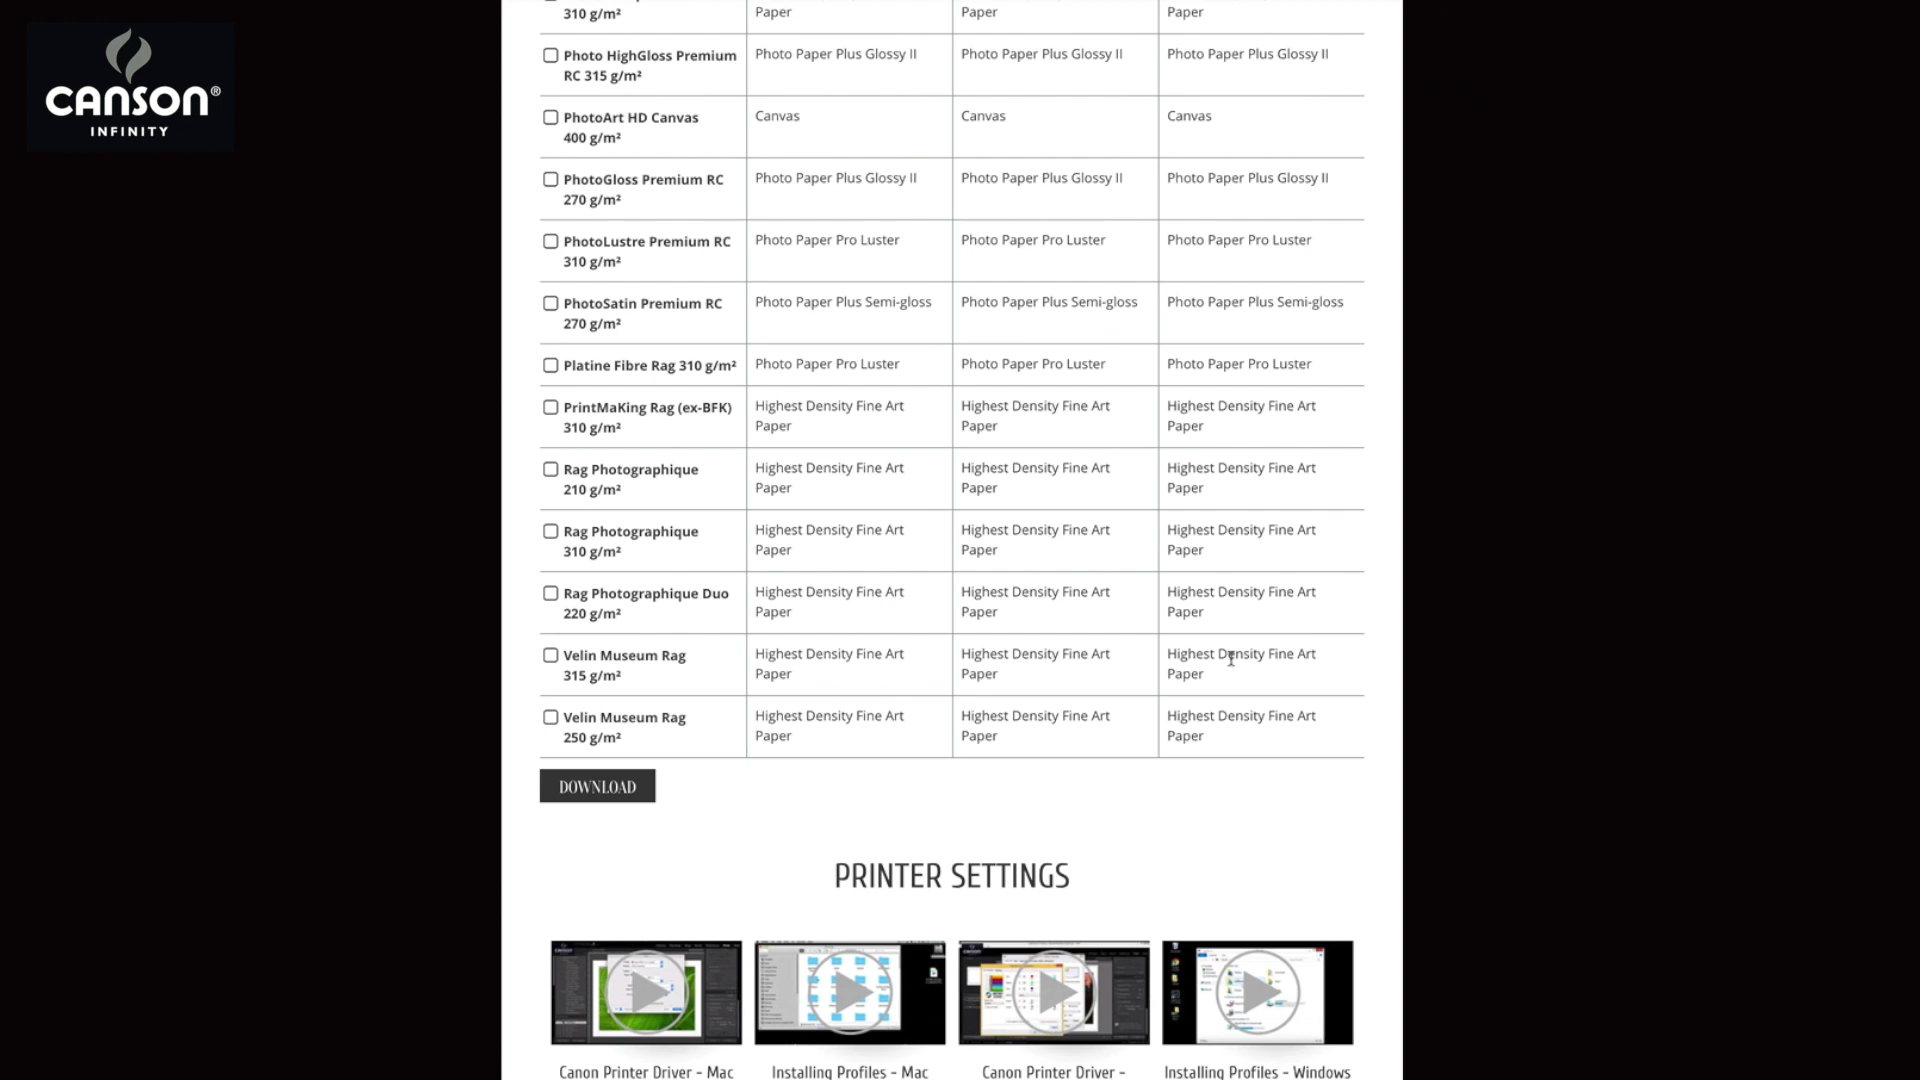 CANSON®
INFINITY
310 g/m² Paper Paper Paper
Photo HighGloss Premium Photo Paper Plus Glossy II Photo Paper Plus Glossy II Photo Paper Plus Glossy II
RC 315 g/m²
PhotoArt HD Canvas Canvas Canvas Canvas
400 g/m²
PhotoGloss Premium RC Photo Paper Plus Glossy II Photo Paper Plus Glossy II Photo Paper Plus Glossy II
270 g/m²
PhotoLustre Premium RC Photo Paper Pro Luster Photo Paper Pro Luster Photo Paper Pro Luster
310 g/m²
PhotoSatin Premium RC Photo Paper Plus Semi-gloss Photo Paper Plus Semi-gloss Photo Paper Plus Semi-gloss
270 g/m²
Platine Fibre Rag 310 g/m² Photo Paper Pro Luster Photo Paper Pro Luster Photo Paper Pro Luster
PrintMaKing Rag (ex-BFK) Highest Density Fine Art Highest Density Fine Art Highest Density Fine Art
310 g/m² Paper Paper Paper
Rag Photographique Highest Density Fine Art Highest Density Fine Art Highest Density Fine Art
210 g/m² Paper Paper Paper
Rag Photographique Highest Density Fine Art Highest Density Fine Art Highest Density Fine Art
310 g/m² Paper Paper Paper
Rag Photographique Duo Highest Density Fine Art Highest Density Fine Art Highest Density Fine Art
220 g/m² Paper Paper Paper
Velin Museum Rag Highest Density Fine Art Highest Density Fine Art Highest Density Fine Art
315 g/m² Paper Paper Paper
Velin Museum Rag Highest Density Fine Art Highest Density Fine Art Highest Density Fine Art
250 g/m² Paper Paper Paper
DOWNLOAD
PRINTER SETTINGS
Canon Printer Driver - Mac Installing Profiles - Mac Canon Printer Driver - Installing Profiles - Windows